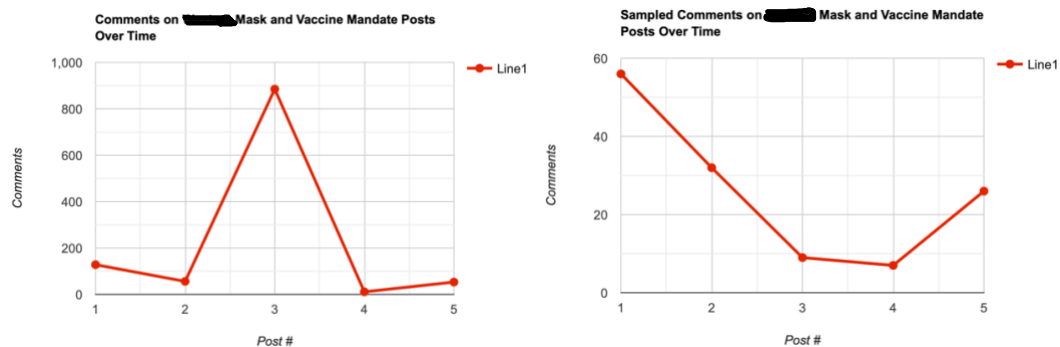 Comments on Mask and Vaccine Mandate Posts
Over Time
1,000
800
600
400
200
0
1
2
3
4
5
Comments
Post #
Line1
Sampled Comments on Mask and Vaccine Mandate
Posts Over Time
60
40
20
0
1
2
3
4
5
Comments
Post #
Line1